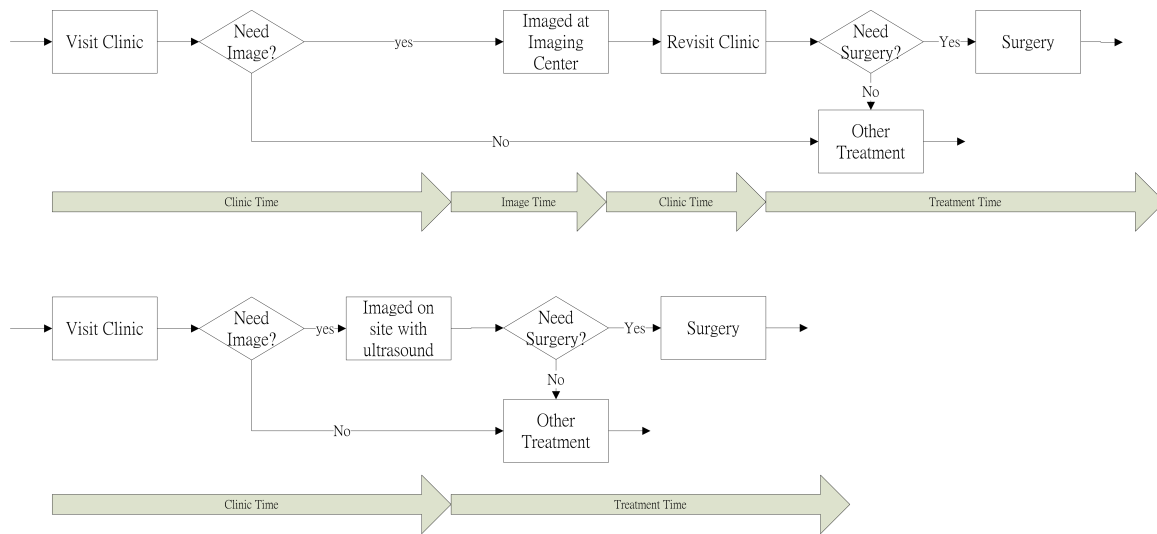 Visit Clinic
Need
Image?
yes
Imaged at
Imaging
Center
Revisit Clinic
Need
Surgery?
Yes
Surgery
No
Other
Treatment
No
Clinic Time
Image Time
Clinic Time
Treatment Time
Visit Clinic
Need
Image?
yes
Imaged on
site with
ultrasound
Need
Surgery?
Yes
Surgery
No
Other
Treatment
No
Clinic Time
Treatment Time